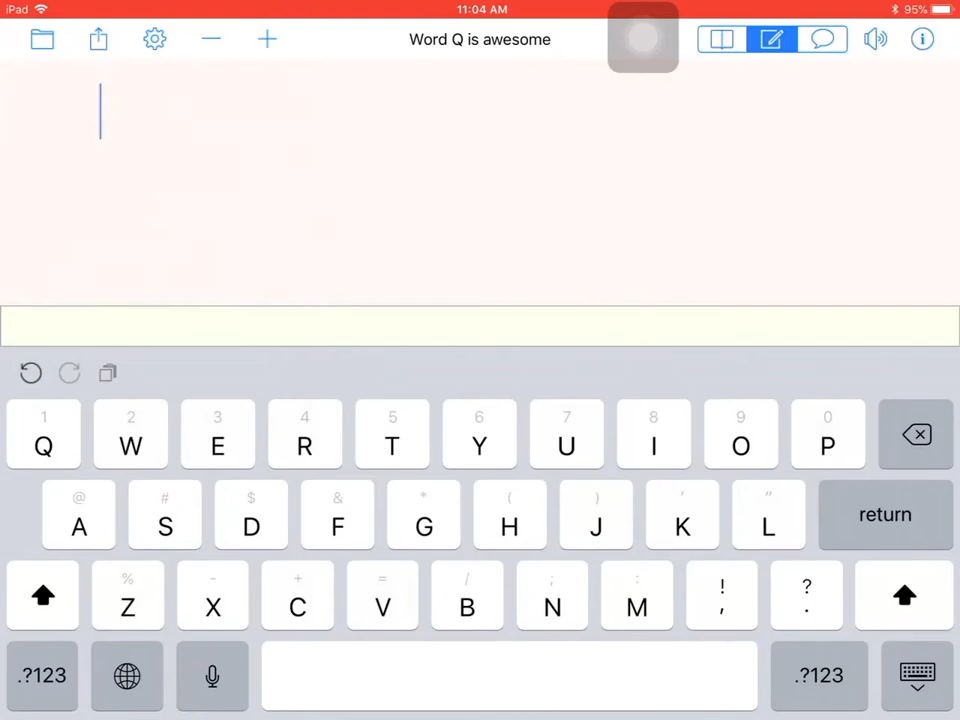 iPad 11:04 AM 95%
Word Q is awesome
1 2 3 4 5 6 7 8 9 0
Q W E R T Y U I O P
@ # $ & * ( ) ' "
A S D F G H J K L return
% - + = / ; : ! ?
Z X C V B N M , .
.?123 .?123